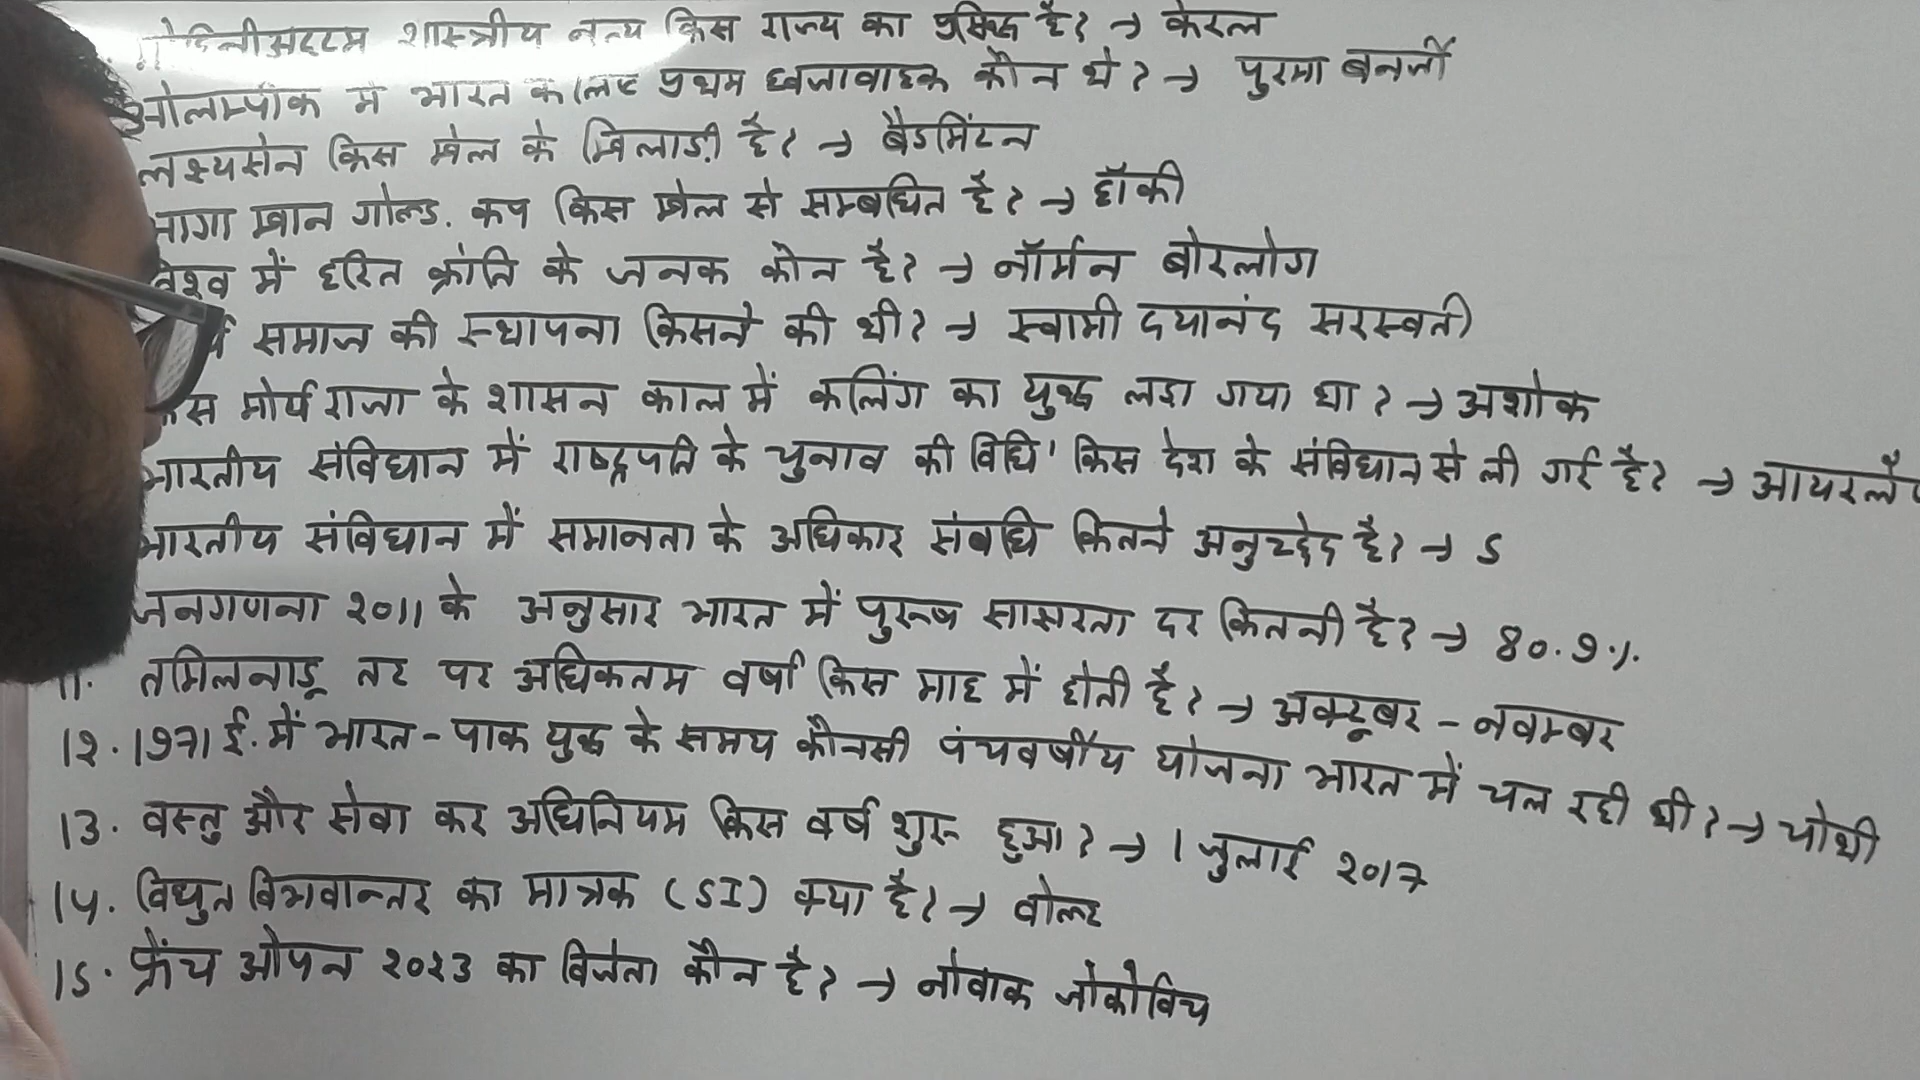 शास्त्रीय नृत्य किस राज्य का प्रसिद्ध है? → केरल
ओलम्पीक में भारत के लिए प्रथम ध्वजावाहक कौन थे? → पुरमा बनर्जी
लक्ष्यसेन किस खेल के खिलाड़ी है? → बैडमिंटन
आगा खान गोल्ड. कप किस खेल से सम्बधित है? → हॉकी
विश्व में हरित क्रांति के जनक कौन है? → नॉर्मन बोरलोग
समाज की स्थापना किसने की थी? → स्वामी दयानंद सरस्वती
किस मोर्य राजा के शासन काल में कलिंग का युद्ध लडा गया था? → अशोक
भारतीय संविधान में राष्ट्रपति के चुनाव की विधि' किस देश के संविधान से ली गई है? → आयरलै
भारतीय संविधान में समानता के अधिकार संबधि कितने अनुच्छेद है? → 5
जनगणना 2011 के अनुसार भारत में पुरुष साक्षरता दर कितनी है? → 80.9%
11. तमिलनाडू तट पर अधिकतम वर्षा किस माह में होती है? → अक्टूबर - नवम्बर
12. 1971 ई. में भारत - पाक युद्ध के समय कौनसी पंचवर्षीय योजना भारत में चल रही थी? → चोथी
13. वस्तु और सेवा कर अधिनियम किस वर्ष शुरू हुआ? → 1 जुलाई 2017
14. विधुत विभवान्तर का मात्रक (SI) क्या है? → वोल्ट
15. फ्रेंच ओपन 2023 का विजेता कौन है? → नोवाक जोकोविच